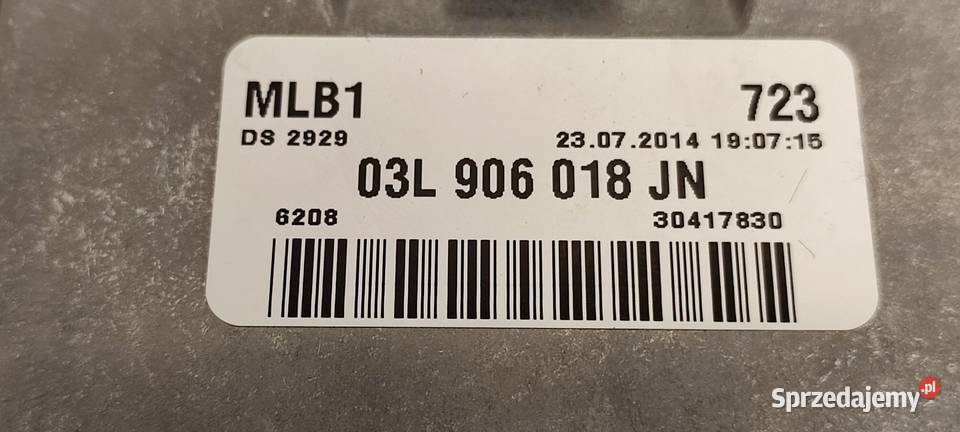 MLB1 723
DS 2929 23.07.2014 19:07:15
03L 906 018 JN
6208 30417830
Sprzedajemy.pl